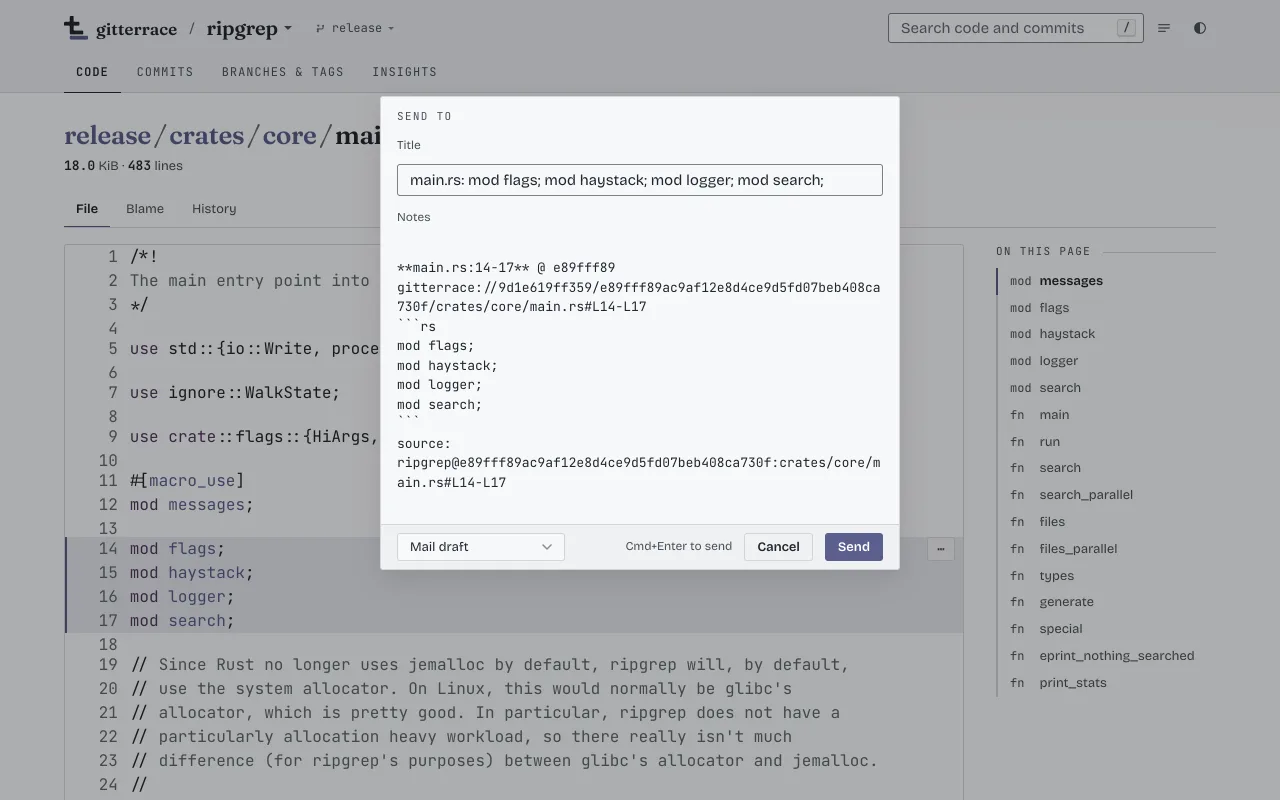 gitterrace / ripgrep release
Search code and commits /
CODE COMMITS BRANCHES & TAGS INSIGHTS
release/crates/core/mai
18.0 KiB · 483 lines
File Blame History
1 /*!
2 The main entry point into
3 */
4
5 use std::{io::Write, proce
6
7 use ignore::WalkState;
8
9 use crate::flags::{HiArgs,
10
11 #[macro_use]
12 mod messages;
13
14 mod flags;
15 mod haystack;
16 mod logger;
17 mod search;
18
19 // Since Rust no longer uses jemalloc by default, ripgrep will, by default,
20 // use the system allocator. On Linux, this would normally be glibc's
21 // allocator, which is pretty good. In particular, ripgrep does not have a
22 // particularly allocation heavy workload, so there really isn't much
23 // difference (for ripgrep's purposes) between glibc's allocator and jemalloc.
24 //
SEND TO
Title
main.rs: mod flags; mod haystack; mod logger; mod search;
Notes
**main.rs:14-17** @ e89fff89
gitterrace://9d1e619ff359/e89fff89ac9af12e8d4ce9d5fd07beb408ca
730f/crates/core/main.rs#L14-L17
```rs
mod flags;
mod haystack;
mod logger;
mod search;
```
source:
ripgrep@e89fff89ac9af12e8d4ce9d5fd07beb408ca730f:crates/core/m
ain.rs#L14-L17
Mail draft Cmd+Enter to send Cancel Send
ON THIS PAGE
mod messages
mod flags
mod haystack
mod logger
mod search
fn main
fn run
fn search
fn search_parallel
fn files
fn files_parallel
fn types
fn generate
fn special
fn eprint_nothing_searched
fn print_stats